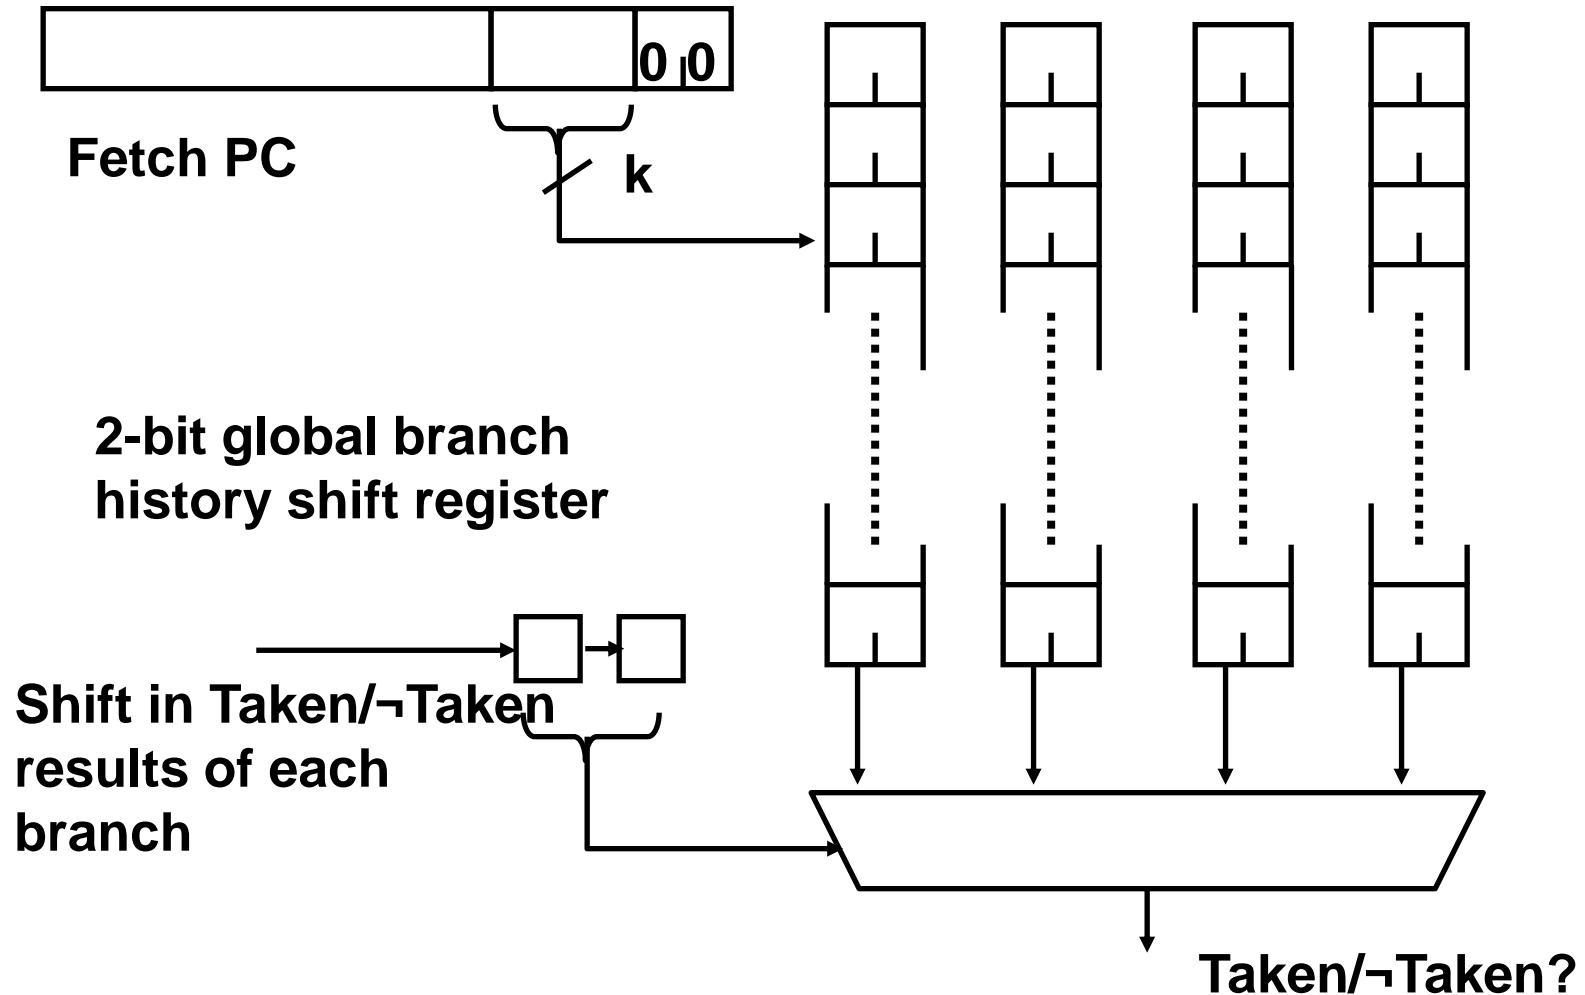 0 0
Fetch PC
k
2-bit global branch
history shift register
Shift in Taken/¬Taken
results of each
branch
Taken/¬Taken?